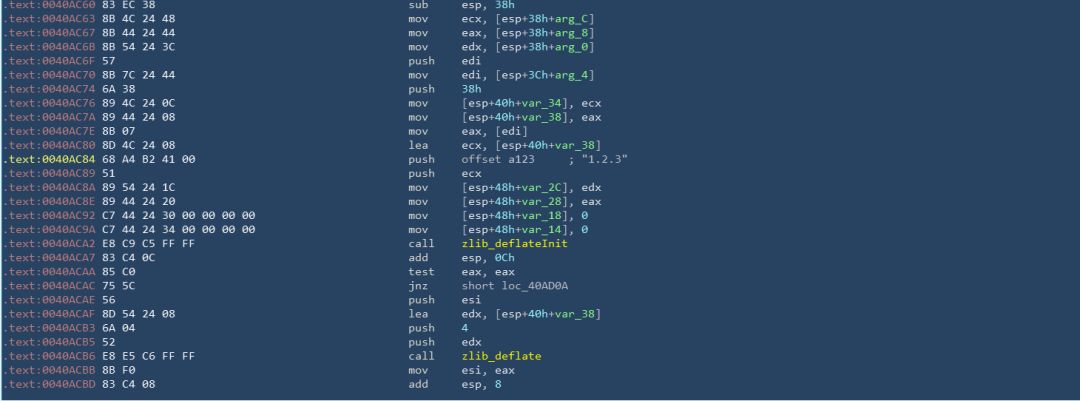 .text:0040AC60 83 EC 38 sub esp, 38h
.text:0040AC63 8B 4C 24 48 mov ecx, [esp+38h+arg_C]
.text:0040AC67 8B 44 24 44 mov eax, [esp+38h+arg_8]
.text:0040AC6B 8B 54 24 3C mov edx, [esp+38h+arg_0]
.text:0040AC6F 57 push edi
.text:0040AC70 8B 7C 24 44 mov edi, [esp+3Ch+arg_4]
.text:0040AC74 6A 38 push 38h
.text:0040AC76 89 4C 24 0C mov [esp+40h+var_34], ecx
.text:0040AC7A 89 44 24 08 mov [esp+40h+var_38], eax
.text:0040AC7E 8B 07 mov eax, [edi]
.text:0040AC80 8D 4C 24 08 lea ecx, [esp+40h+var_38]
.text:0040AC84 68 A4 B2 41 00 push offset a123 ; "1.2.3"
.text:0040AC89 51 push ecx
.text:0040AC8A 89 54 24 1C mov [esp+48h+var_2C], edx
.text:0040AC8E 89 44 24 20 mov [esp+48h+var_28], eax
.text:0040AC92 C7 44 24 30 00 00 00 00 mov [esp+48h+var_18], 0
.text:0040AC9A C7 44 24 34 00 00 00 00 mov [esp+48h+var_14], 0
.text:0040ACA2 E8 C9 C5 FF FF call zlib_deflateInit
.text:0040ACA7 83 C4 0C add esp, 0Ch
.text:0040ACAA 85 C0 test eax, eax
.text:0040ACAC 75 5C jnz short loc_40AD0A
.text:0040ACAE 56 push esi
.text:0040ACAF 8D 54 24 08 lea edx, [esp+40h+var_38]
.text:0040ACB3 6A 04 push 4
.text:0040ACB5 52 push edx
.text:0040ACB6 E8 E5 C6 FF FF call zlib_deflate
.text:0040ACBB 8B F0 mov esi, eax
.text:0040ACBD 83 C4 08 add esp, 8